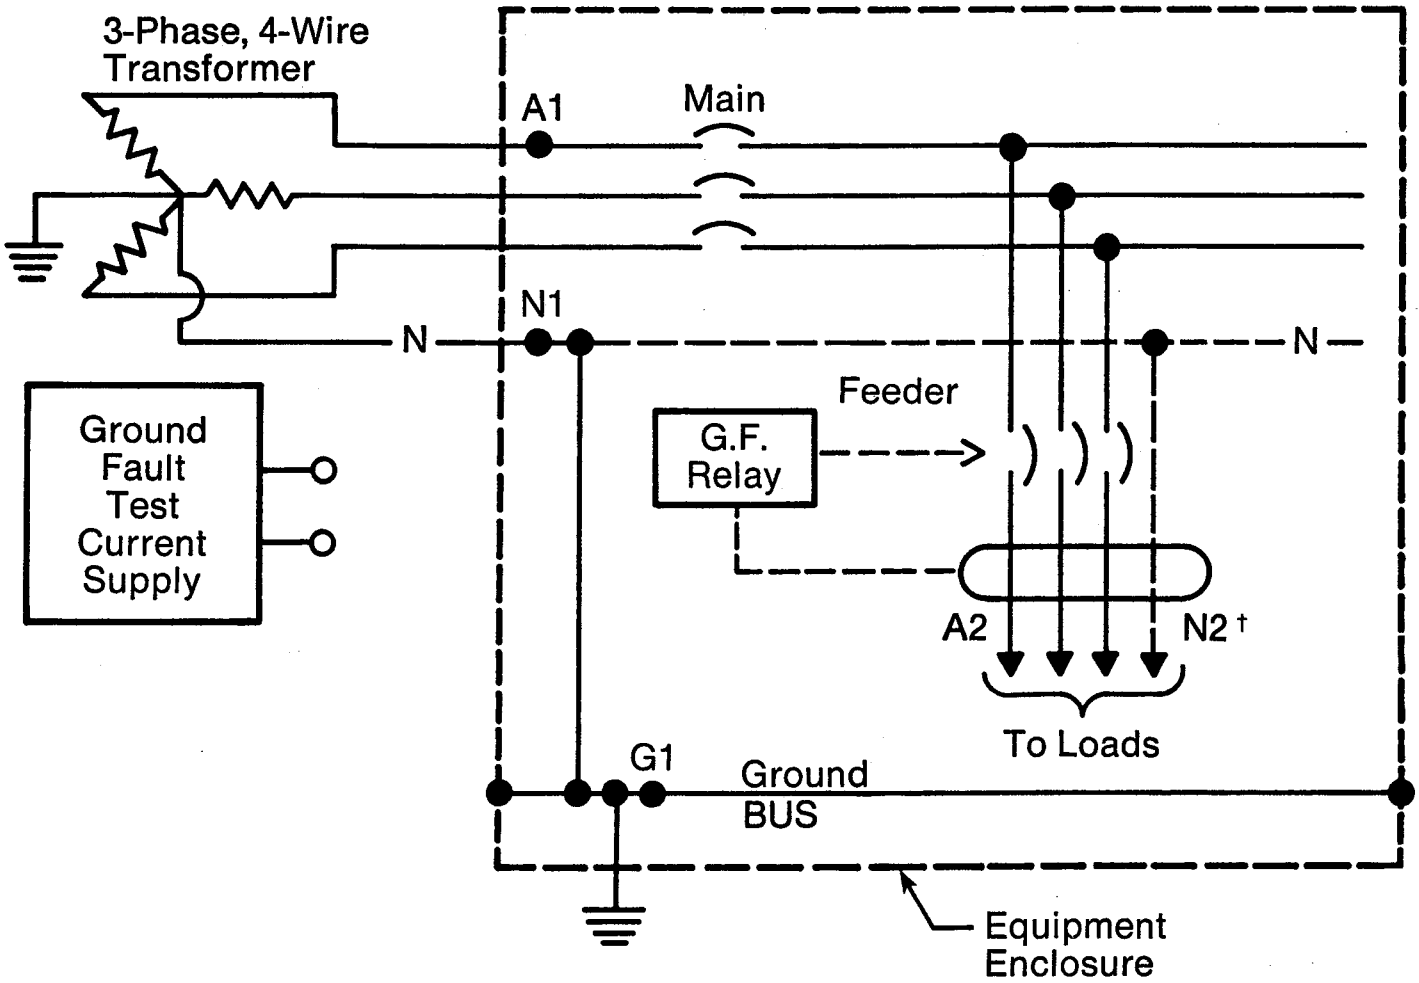 3-Phase, 4-Wire
Transformer
A1
Main
N1
N
N
Feeder
Ground
Fault
Test
Current
Supply
G.F.
Relay
A2
N2 †
To Loads
G1
Ground
BUS
Equipment
Enclosure